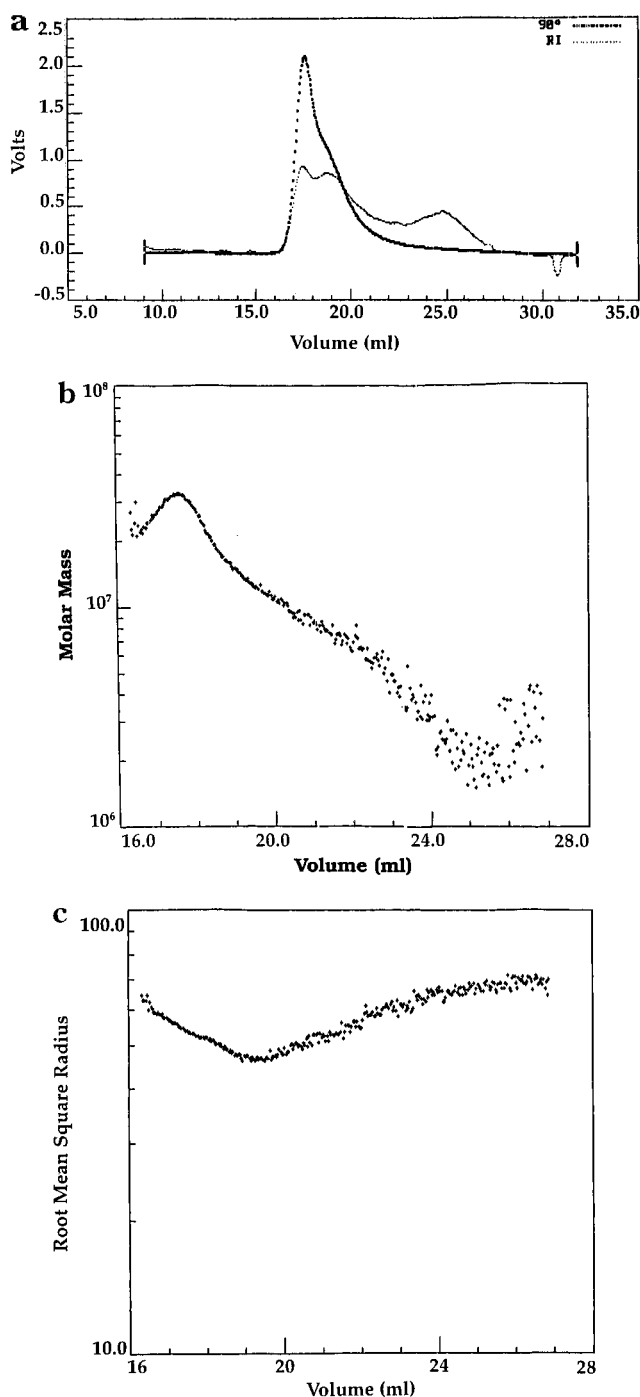 a
90°
RI
2.5
2.0
1.5
1.0
0.5
0.0
-0.5
Volts
5.0 10.0 15.0 20.0 25.0 30.0 35.0
Volume (ml)
b
10⁸
10⁷
10⁶
Molar Mass
16.0 20.0 24.0 28.0
Volume (ml)
c
100.0
10.0
Root Mean Square Radius
16 20 24 28
Volume (ml)